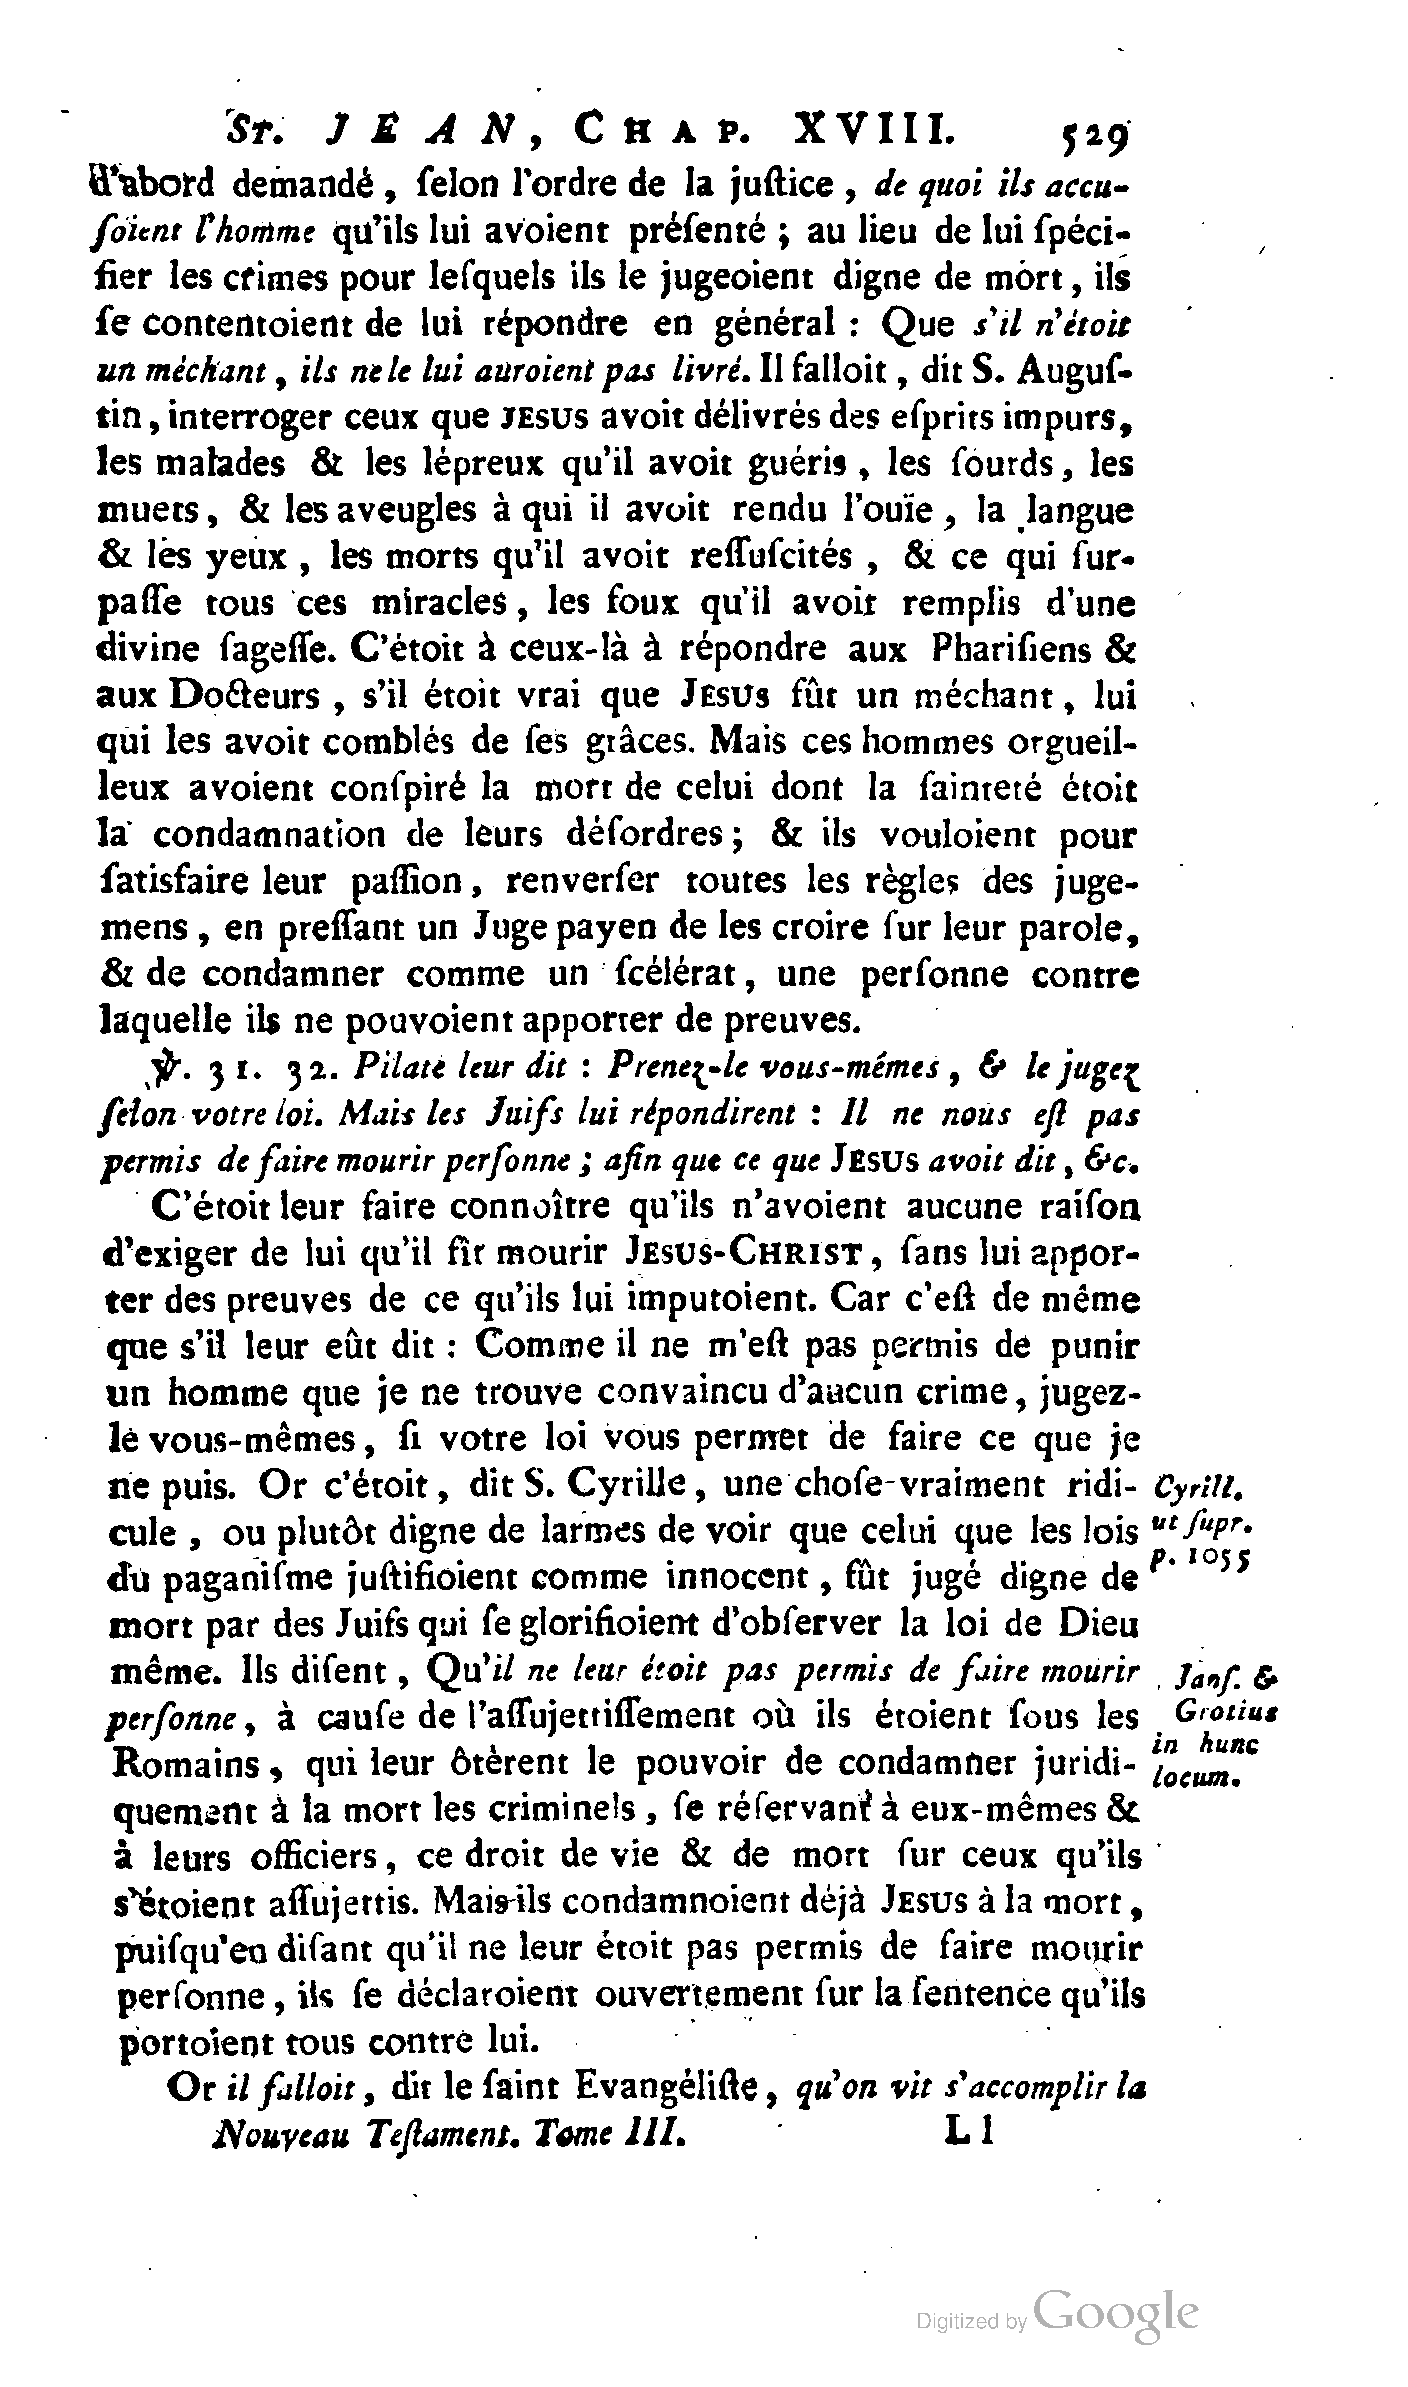 St. JEAN, CHAP. XVIII. 529
d'abord demandé, ſelon l'ordre de la juſtice, de quoi ils accu-
ſoient l'homme qu'ils lui avoient préſenté ; au lieu de lui ſpéci-
fier les crimes pour leſquels ils le jugeoient digne de mort, ils
ſe contentoient de lui répondre en général : Que s'il n'étoit
un méchant, ils ne le lui auroient pas livré. Il falloit, dit S. Auguſ-
tin, interroger ceux que JESUS avoit délivrés des eſprits impurs,
les malades & les lépreux qu'il avoit guéris, les ſourds, les
muets, & les aveugles à qui il avoit rendu l'ouïe, la langue
& les yeux, les morts qu'il avoit reſſuſcités, & ce qui ſur-
paſſe tous ces miracles, les foux qu'il avoit remplis d'une
divine ſageſſe. C'étoit à ceux-là à répondre aux Phariſiens &
aux Docteurs, s'il étoit vrai que JESUS fût un méchant, lui
qui les avoit comblés de ſes grâces. Mais ces hommes orgueil-
leux avoient conſpiré la mort de celui dont la ſainteté étoit
la condamnation de leurs déſordres ; & ils vouloient pour
ſatisfaire leur paſſion, renverſer toutes les règles des juge-
mens, en preſſant un Juge payen de les croire ſur leur parole,
& de condamner comme un ſcélérat, une perſonne contre
laquelle ils ne pouvoient apporter de preuves.
℣. 31. 32. Pilate leur dit : Prenez-le vous-mêmes, & le jugez
ſelon votre loi. Mais les Juifs lui répondirent : Il ne nous eſt pas
permis de faire mourir perſonne ; afin que ce que JESUS avoit dit, &c.
C'étoit leur faire connoître qu'ils n'avoient aucune raiſon
d'exiger de lui qu'il fît mourir JESUS-CHRIST, ſans lui appor-
ter des preuves de ce qu'ils lui imputoient. Car c'eſt de même
que s'il leur eût dit : Comme il ne m'eſt pas permis de punir
un homme que je ne trouve convaincu d'aucun crime, jugez-
le vous-mêmes, ſi votre loi vous permet de faire ce que je
ne puis. Or c'étoit, dit S. Cyrille, une choſe vraiment ridi-
cule, ou plutôt digne de larmes de voir que celui que les lois
du paganiſme juſtifioient comme innocent, fût jugé digne de
mort par des Juifs qui ſe glorifioient d'obſerver la loi de Dieu
même. Ils diſent, Qu'il ne leur étoit pas permis de faire mourir
perſonne, à cauſe de l'aſſujettiſſement où ils étoient ſous les
Romains, qui leur ôtèrent le pouvoir de condamner juridi-
quement à la mort les criminels, ſe réſervant à eux-mêmes &
à leurs officiers, ce droit de vie & de mort ſur ceux qu'ils
s'étoient aſſujettis. Mais ils condamnoient déjà JESUS à la mort,
puiſqu'en diſant qu'il ne leur étoit pas permis de faire mourir
perſonne, ils ſe déclaroient ouvertement ſur la ſentence qu'ils
portoient tous contre lui.
Or il falloit, dit le ſaint Evangéliſte, qu'on vit s'accomplir la
Nouveau Teſtament. Tome III. L l
Cyrill.
ut ſupr.
p. 1055
Janſ. &
Grotius
in hunc
locum.
Digitized by Google